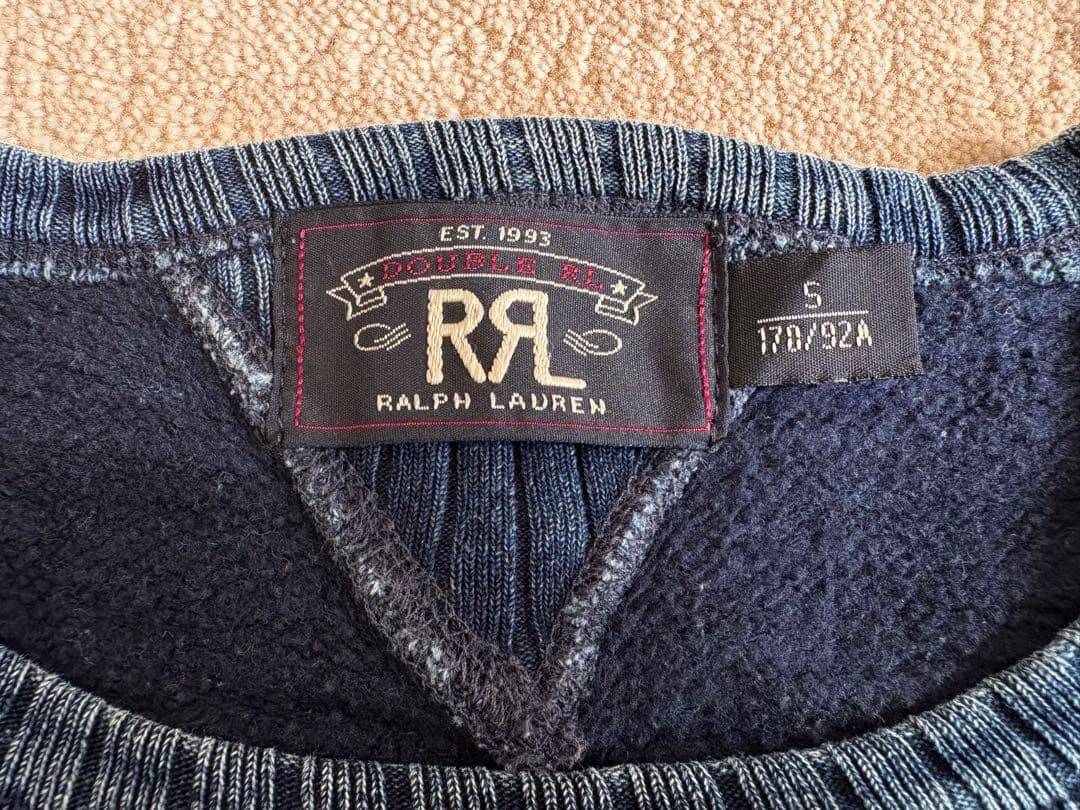 EST. 1993
DOUBLE RL
RRL
RALPH LAUREN
S
170/92A